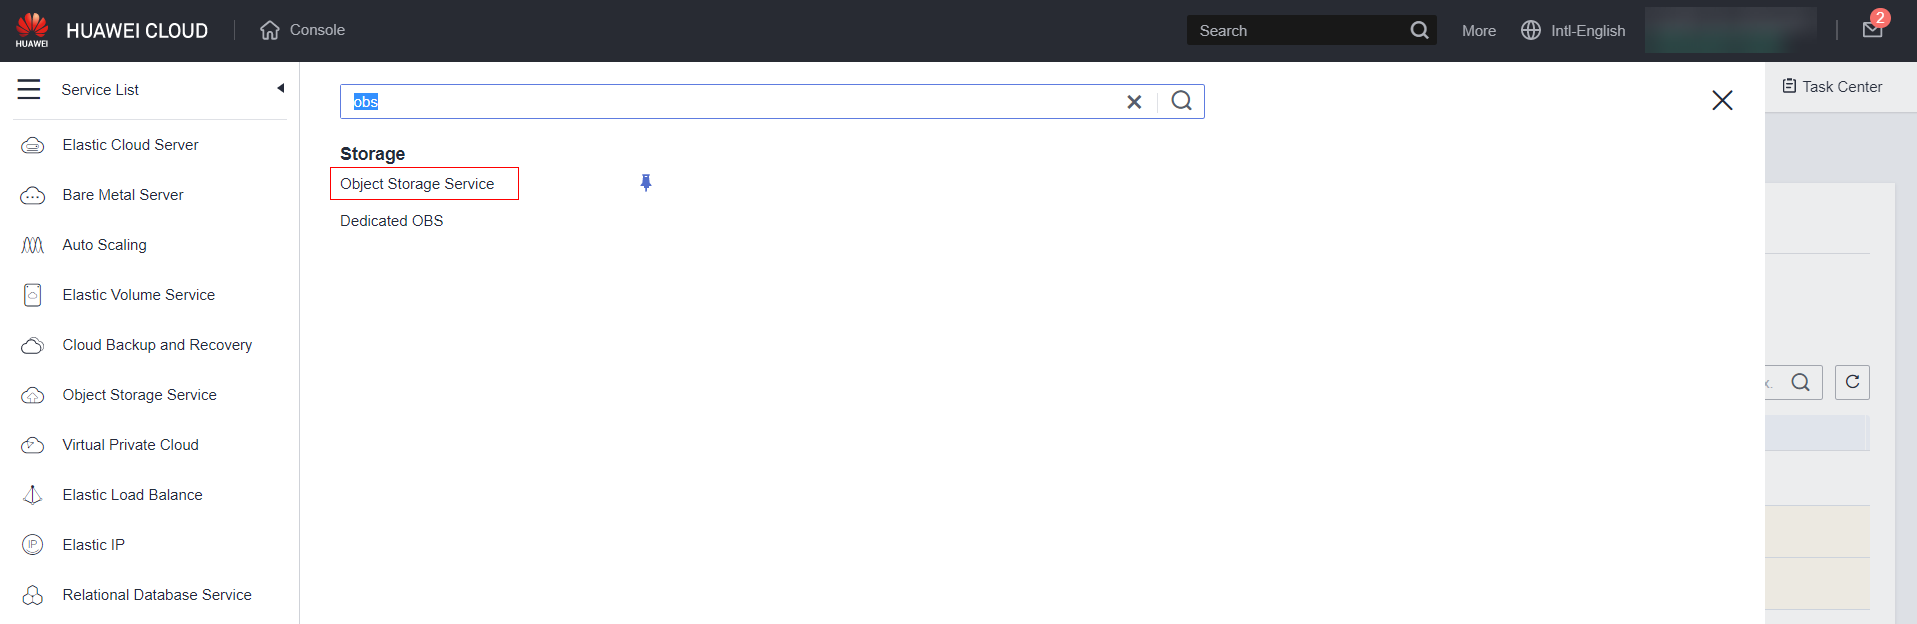 HUAWEI
HUAWEI CLOUD
Console
Search
More
Intl-English
2
Service List
obs
Task Center
Elastic Cloud Server
Bare Metal Server
Auto Scaling
Elastic Volume Service
Cloud Backup and Recovery
Object Storage Service
Virtual Private Cloud
Elastic Load Balance
IP
Elastic IP
Relational Database Service
Storage
Object Storage Service
Dedicated OBS
x.